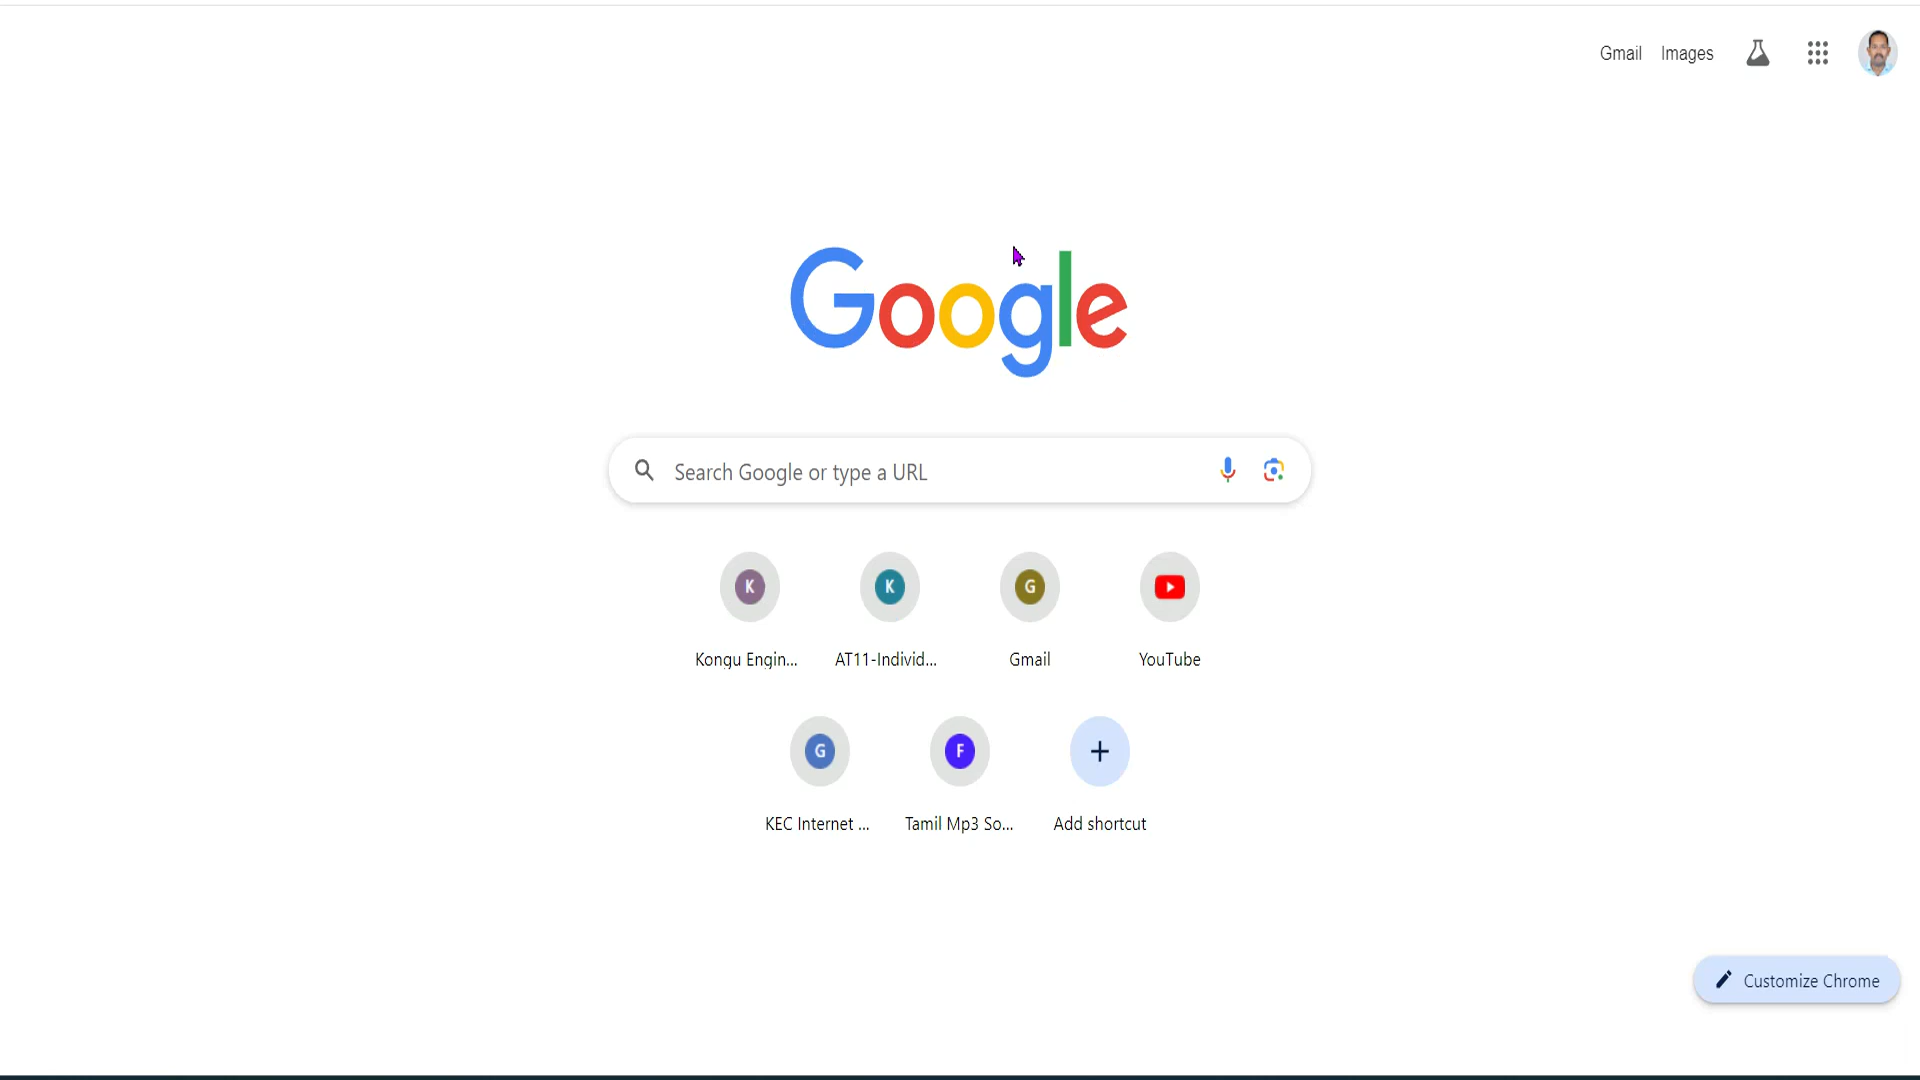 Gmail Images
Google
Search Google or type a URL
K K G
Kongu Engin... AT11-Individ... Gmail YouTube
G F
KEC Internet ... Tamil Mp3 So... Add shortcut
Customize Chrome